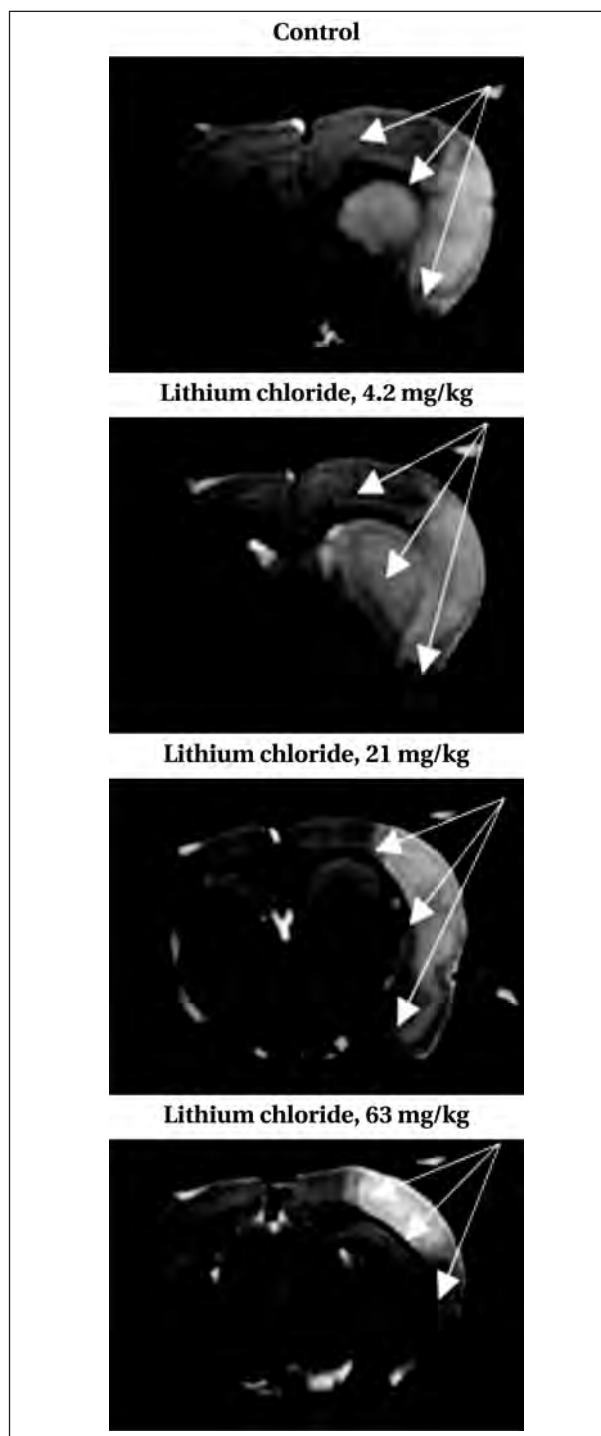 Control
Lithium chloride, 4.2 mg/kg
Lithium chloride, 21 mg/kg
Lithium chloride, 63 mg/kg